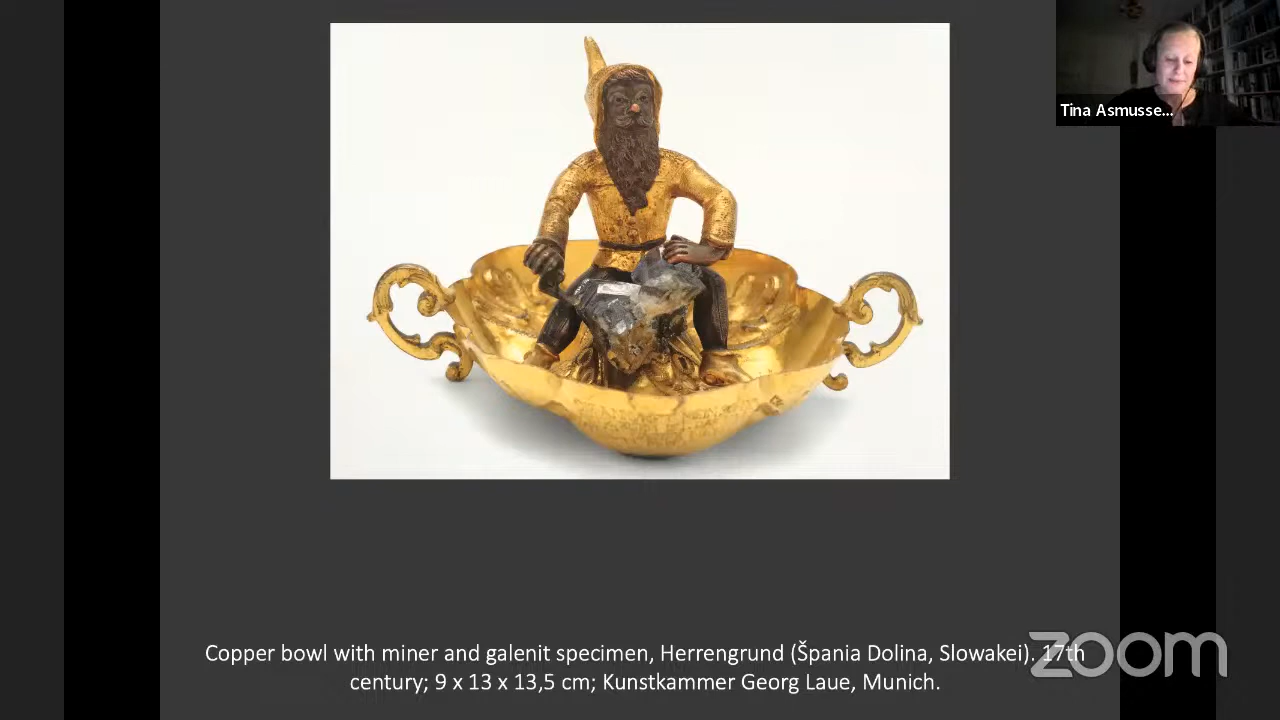 Tina Asmusse...
Copper bowl with miner and galenit specimen, Herrengrund (Špania Dolina, Slowakei). 17th
century; 9 x 13 x 13,5 cm; Kunstkammer Georg Laue, Munich.
zoom